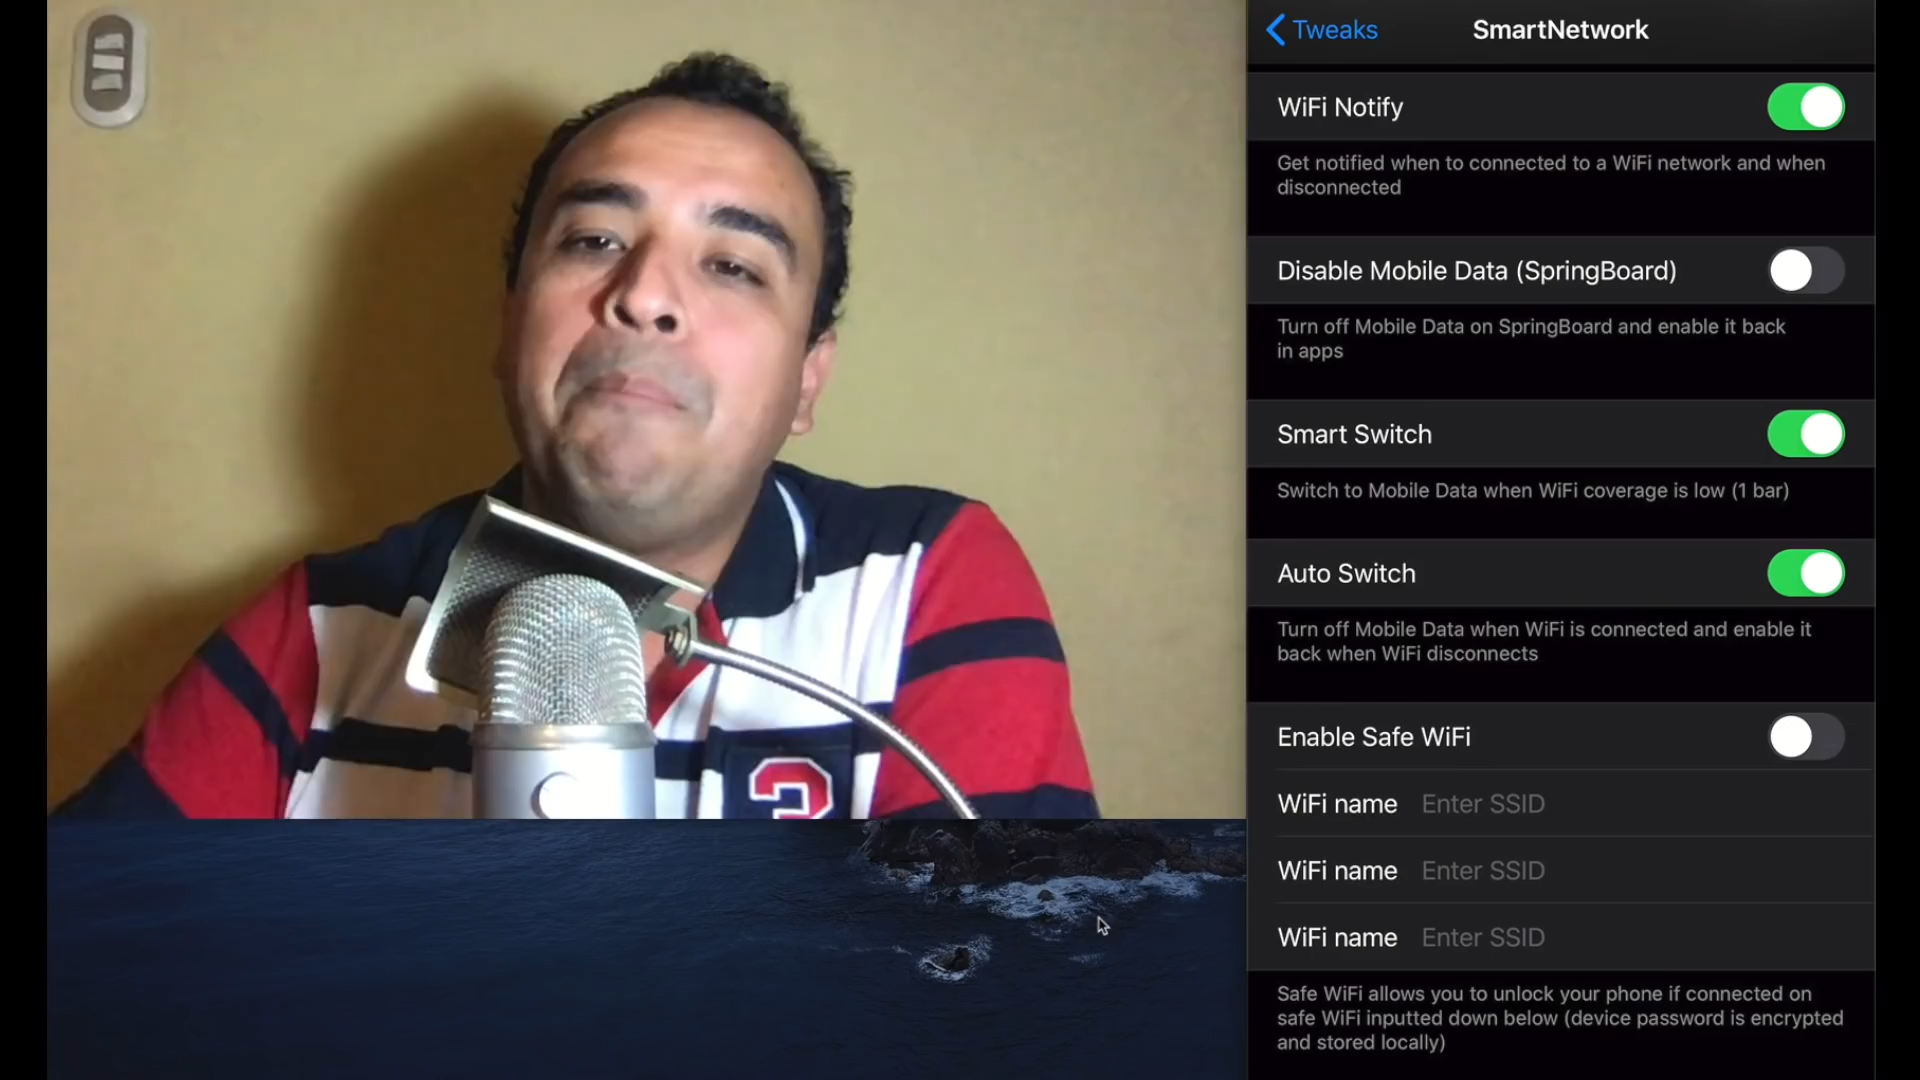 Tweaks
SmartNetwork
WiFi Notify
Get notified when to connected to a WiFi network and when
disconnected
Disable Mobile Data (SpringBoard)
Turn off Mobile Data on SpringBoard and enable it back
in apps
Smart Switch
Switch to Mobile Data when WiFi coverage is low (1 bar)
Auto Switch
Turn off Mobile Data when WiFi is connected and enable it
back when WiFi disconnects
Enable Safe WiFi
WiFi name Enter SSID
WiFi name Enter SSID
WiFi name Enter SSID
Safe WiFi allows you to unlock your phone if connected on
safe WiFi inputted down below (device password is encrypted
and stored locally)
3